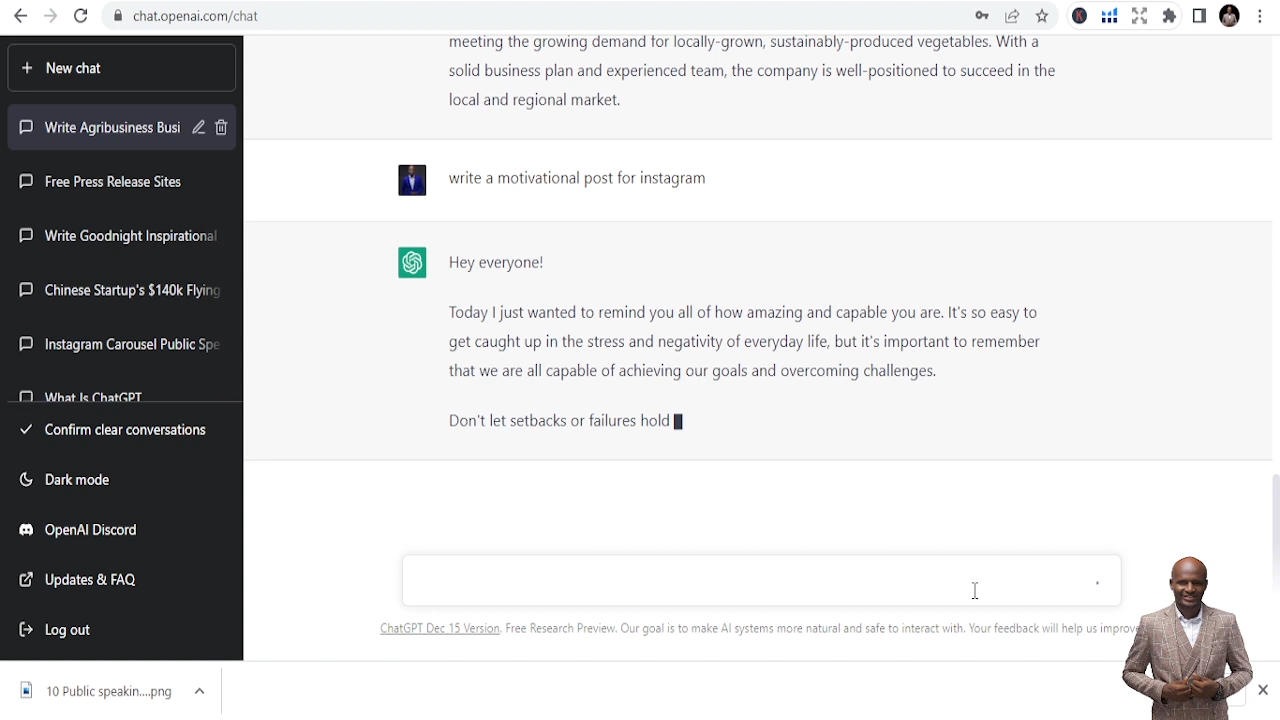 chat.openai.com/chat
New chat
Write Agribusiness Busi
Free Press Release Sites
Write Goodnight Inspirational
Chinese Startup's $140k Flying
Instagram Carousel Public Spe
What Is ChatGPT
Confirm clear conversations
Dark mode
OpenAI Discord
Updates & FAQ
Log out
meeting the growing demand for locally-grown, sustainably-produced vegetables. With a
solid business plan and experienced team, the company is well-positioned to succeed in the
local and regional market.
write a motivational post for instagram
Hey everyone!
Today I just wanted to remind you all of how amazing and capable you are. It's so easy to
get caught up in the stress and negativity of everyday life, but it's important to remember
that we are all capable of achieving our goals and overcoming challenges.
Don't let setbacks or failures hold
ChatGPT Dec 15 Version. Free Research Preview. Our goal is to make AI systems more natural and safe to interact with. Your feedback will help us improve
10 Public speakin....png